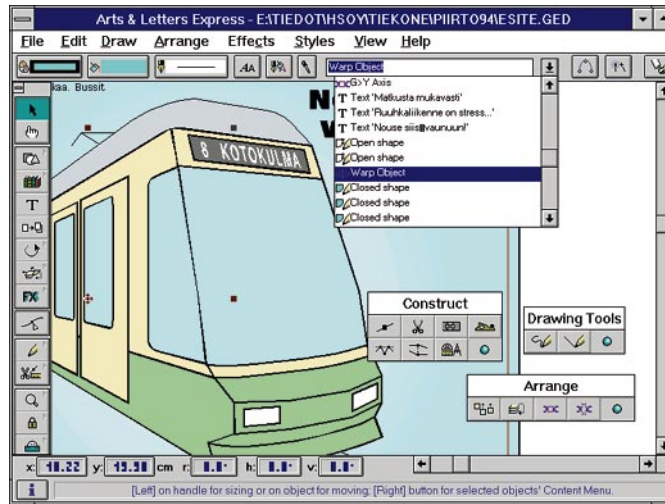 Arts & Letters Express - E:\TIEDOT\HSOY\TIEKONE\PIIRTO94\ESITE.GED
File Edit Draw Arrange Effects Styles View Help
Warp Object
kaa. Bussit.
G>Y Axis
T Text 'Matkusta mukavasti'
T Text 'Ruuhkaliikenne on stress...'
Open shape
Open shape
Warp Object
Closed shape
Closed shape
Closed shape
8 KOTOKULMA
Construct
Drawing Tools
Arrange
T
FX
cm r: h: v:
[Left] on handle for sizing or on object for moving; [Right] button for selected objects' Content Menu.